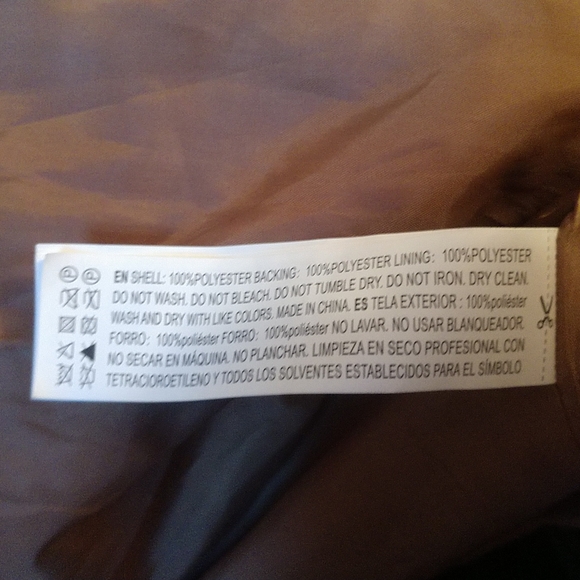 EN SHELL: 100%POLYESTER BACKING: 100%POLYESTER LINING: 100%POLYESTER
DO NOT WASH. DO NOT BLEACH. DO NOT TUMBLE DRY. DO NOT IRON. DRY CLEAN.
WASH AND DRY WITH LIKE COLORS. MADE IN CHINA. ES TELA EXTERIOR : 100%poliéster
FORRO: 100%poliéster FORRO: 100%poliéster NO LAVAR. NO USAR BLANQUEADOR.
NO SECAR EN MÁQUINA. NO PLANCHAR. LIMPIEZA EN SECO PROFESIONAL CON
TETRACIOROETILENO Y TODOS LOS SOLVENTES ESTABLECIDOS PARA EL SÍMBOLO